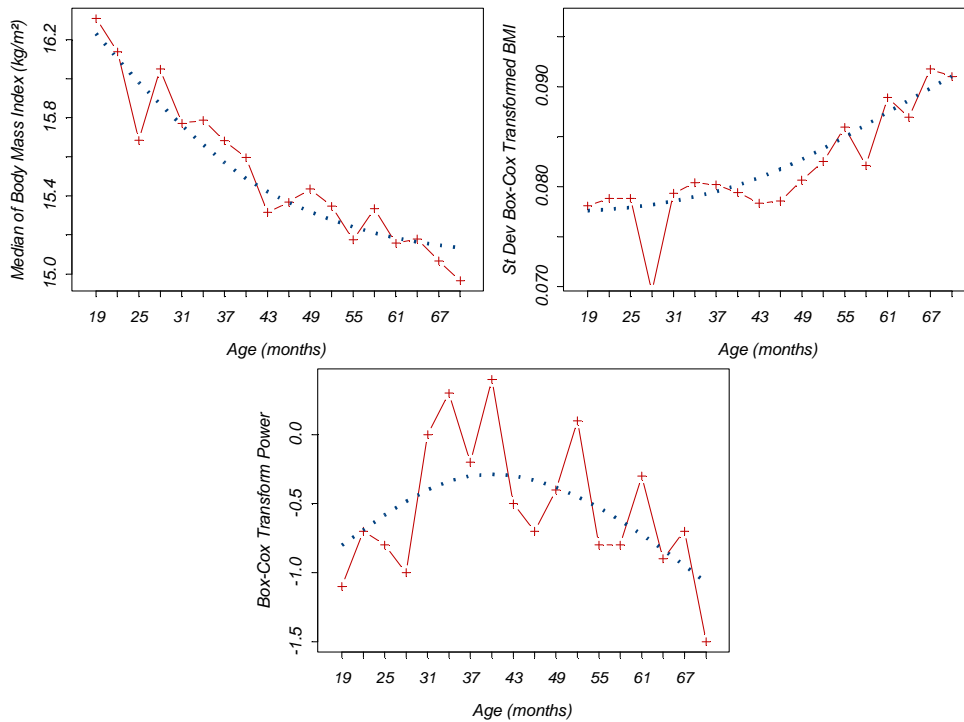 Median of Body Mass Index (kg/m²)
16.2
15.8
15.4
15.0
19 25 31 37 43 49 55 61 67
Age (months)
St Dev Box-Cox Transformed BMI
0.090
0.080
0.070
19 25 31 37 43 49 55 61 67
Age (months)
Box-Cox Transform Power
0.0
-0.5
-1.0
-1.5
19 25 31 37 43 49 55 61 67
Age (months)